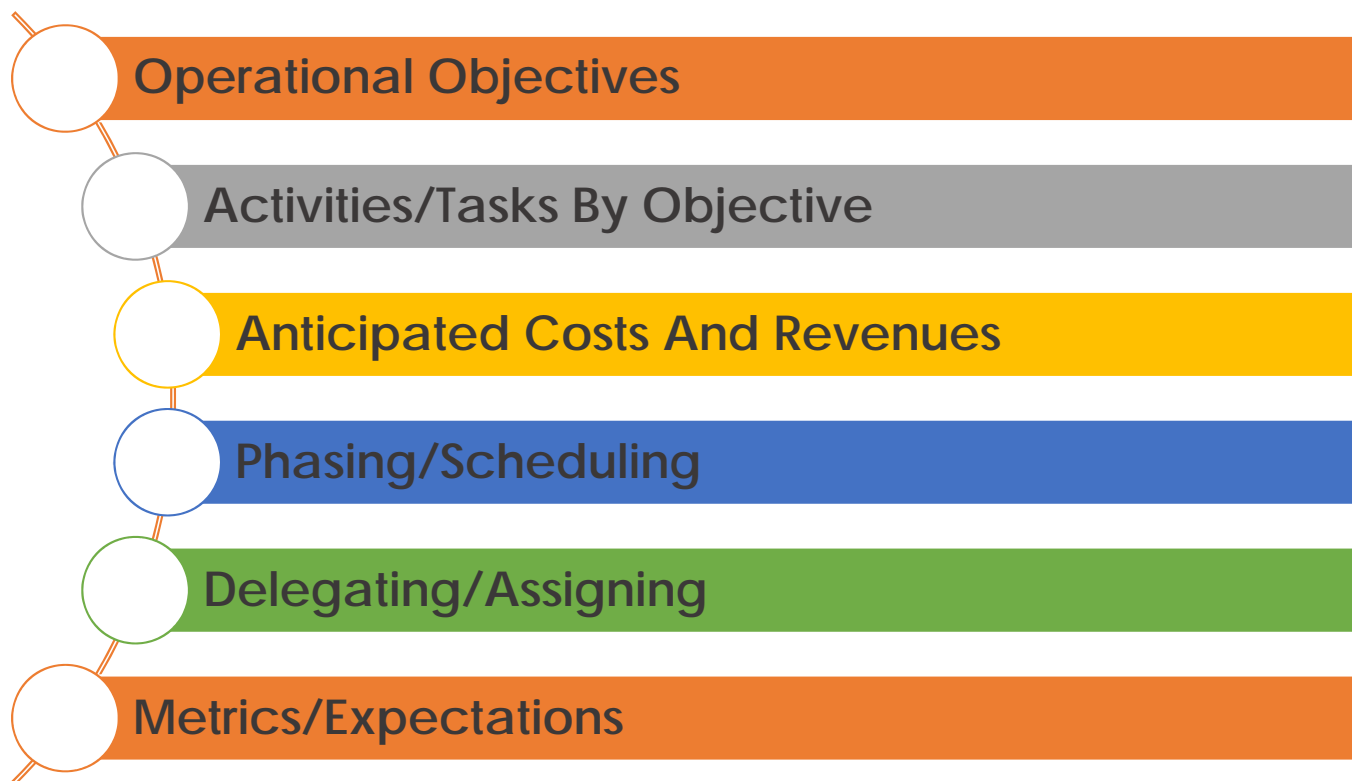 Operational Objectives
Activities/Tasks By Objective
Anticipated Costs And Revenues
Phasing/Scheduling
Delegating/Assigning
Metrics/Expectations